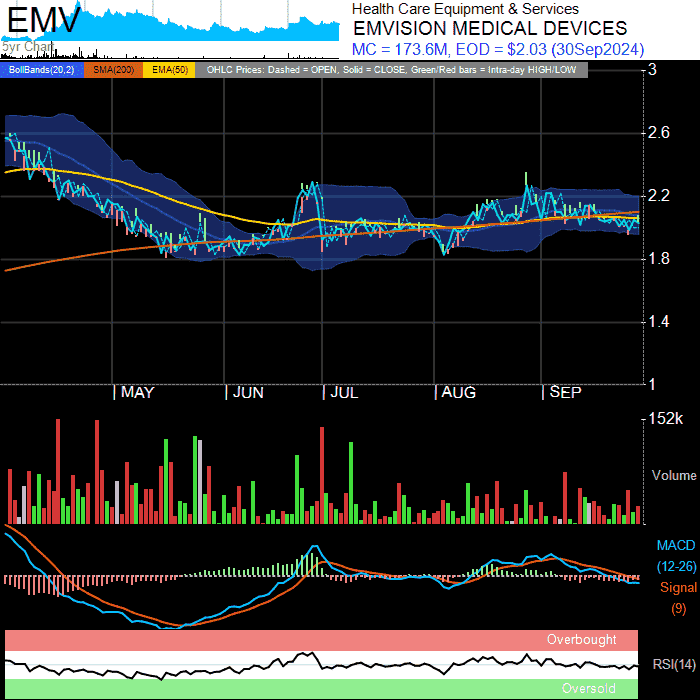 EMV
5yr Chart
Health Care Equipment & Services
EMVISION MEDICAL DEVICES
MC = 173.6M, EOD = $2.03 (30Sep2024)
BollBands(20,2) SMA(200) EMA(50) OHLC Prices: Dashed = OPEN, Solid = CLOSE, Green/Red bars = Intra-day HIGH/LOW
3
2.6
2.2
1.8
1.4
1
MAY JUN JUL AUG SEP
152k
Volume
MACD
(12-26)
Signal
(9)
Overbought
RSI(14)
Oversold